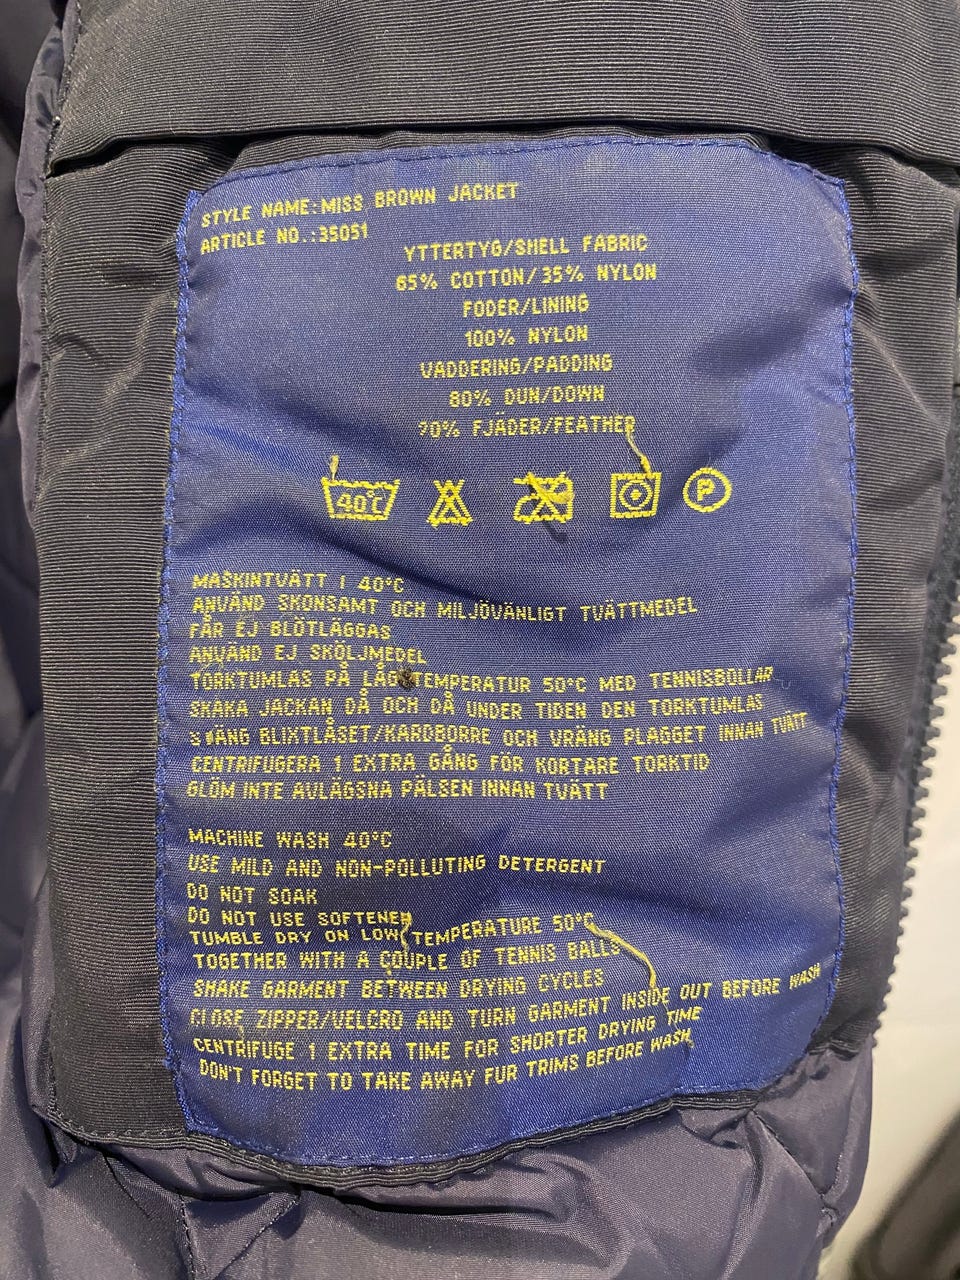 STYLE NAME:MISS BROWN JACKET
ARTICLE NO.:35051
YTTERTYG/SHELL FABRIC
65% COTTON/35% NYLON
FODER/LINING
100% NYLON
VADDERING/PADDING
80% DUN/DOWN
20% FJÄDER/FEATHER
40°C P
MASKINTVÄTT I 40°C
ANVÄND SKONSAMT OCH MILJÖVÄNLIGT TVÄTTMEDEL
FÅR EJ BLÖTLÄGGAS
ANVÄND EJ SKÖLJMEDEL
TORKTUMLAS PÅ LÅG TEMPERATUR 50°C MED TENNISBOLLAR
SKAKA JACKAN DÅ OCH DÅ UNDER TIDEN DEN TORKTUMLAS
STÄNG BLIXTLÅSET/KARDBORRE OCH VRÄNG PLAGGET INNAN TVÄTT
CENTRIFUGERA 1 EXTRA GÅNG FÖR KORTARE TORKTID
GLÖM INTE AVLÄGSNA PÄLSEN INNAN TVÄTT
MACHINE WASH 40°C
USE MILD AND NON-POLLUTING DETERGENT
DO NOT SOAK
DO NOT USE SOFTENER
TUMBLE DRY ON LOW TEMPERATURE 50°C
TOGETHER WITH A COUPLE OF TENNIS BALLS
SHAKE GARMENT BETWEEN DRYING CYCLES
CLOSE ZIPPER/VELCRO AND TURN GARMENT INSIDE OUT BEFORE WASH
CENTRIFUGE 1 EXTRA TIME FOR SHORTER DRYING TIME
DON'T FORGET TO TAKE AWAY FUR TRIMS BEFORE WASH